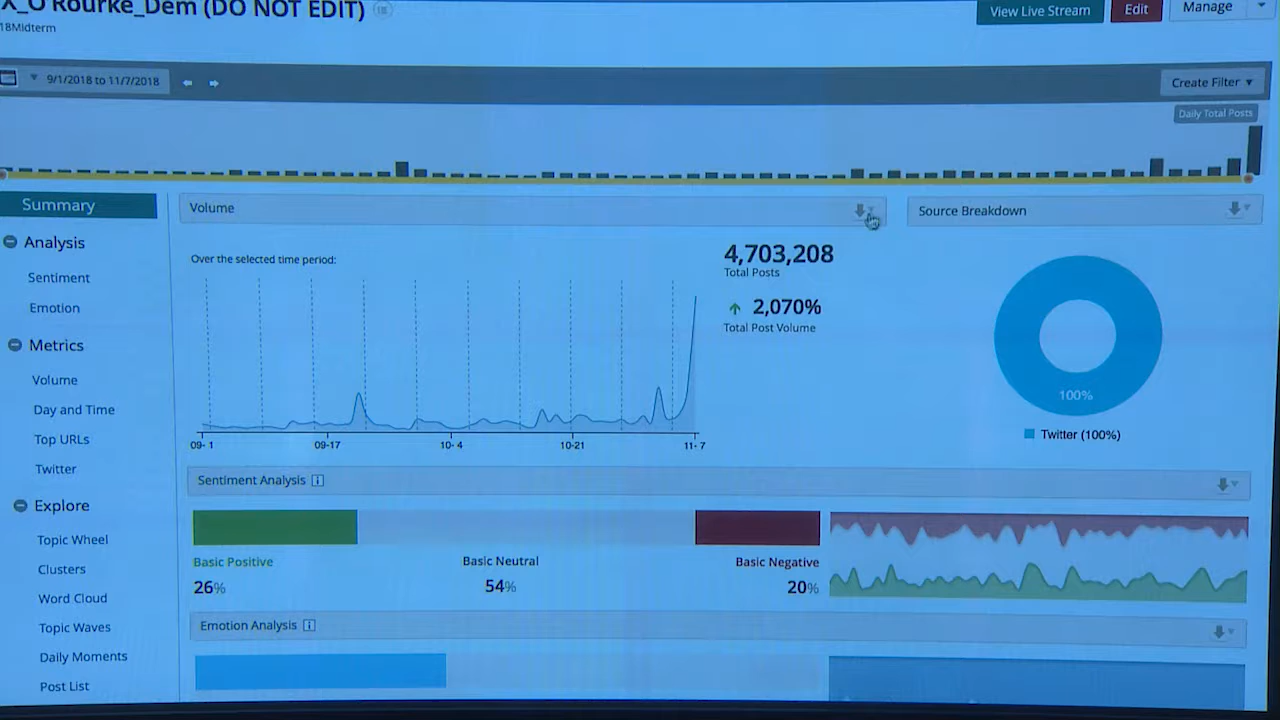 X_O'Rourke_Dem (DO NOT EDIT)
View Live Stream
Edit
Manage
18Midterm
9/1/2018 to 11/7/2018
Create Filter
Daily Total Posts
Summary
Analysis
Sentiment
Emotion
Metrics
Volume
Day and Time
Top URLs
Twitter
Explore
Topic Wheel
Clusters
Word Cloud
Topic Waves
Daily Moments
Post List
Volume
Over the selected time period:
4,703,208
Total Posts
2,070%
Total Post Volume
09- 1
09-17
10- 4
10-21
11- 7
Source Breakdown
100%
Twitter (100%)
Sentiment Analysis
Basic Positive
26%
Basic Neutral
54%
Basic Negative
20%
Emotion Analysis